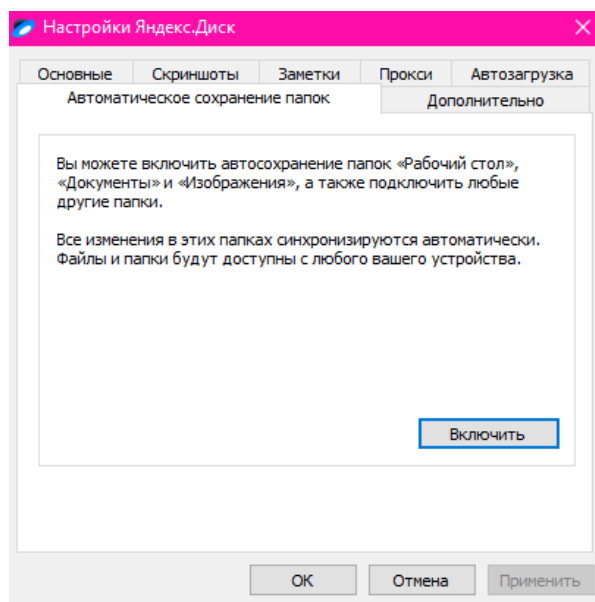 Настройки Яндекс.Диск
Основные Скриншоты Заметки Прокси Автозагрузка
Автоматическое сохранение папок Дополнительно
Вы можете включить автосохранение папок «Рабочий стол»,
«Документы» и «Изображения», а также подключить любые
другие папки.
Все изменения в этих папках синхронизируются автоматически.
Файлы и папки будут доступны с любого вашего устройства.
Включить
ОК Отмена Применить